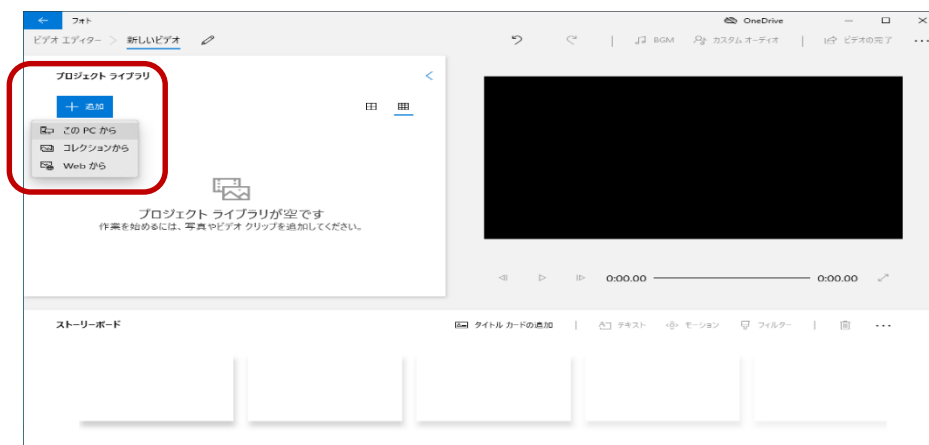 フォト
OneDrive
ビデオ エディター > 新しいビデオ
BGM
カスタム オーディオ
ビデオの完了
プロジェクト ライブラリ
追加
この PC から
コレクションから
Web から
プロジェクト ライブラリが空です
作業を始めるには、写真やビデオ クリップを追加してください。
0:00.00
0:00.00
ストーリーボード
タイトル カードの追加
テキスト
モーション
フィルター